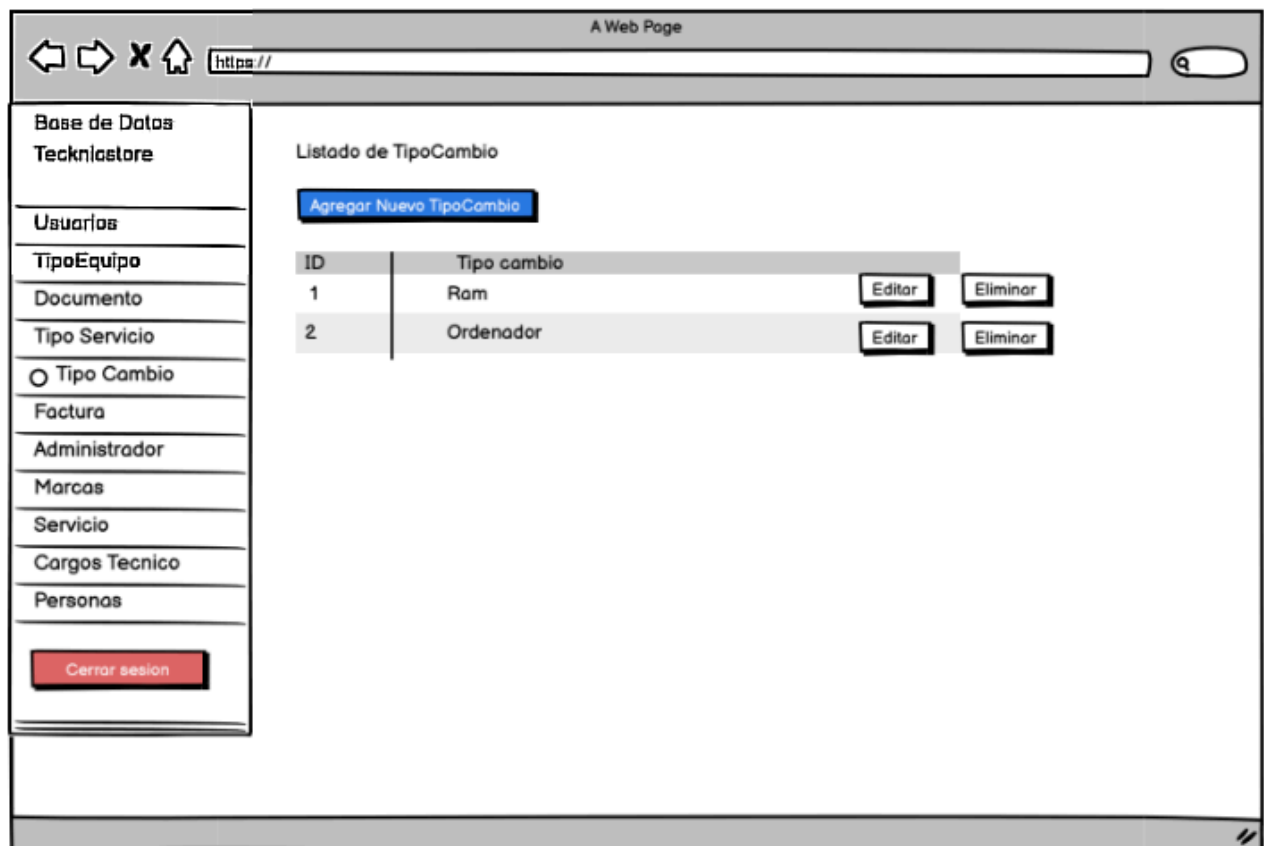 A Web Page
https://
Base de Datos
Tecknicstore
Usuarios
TipoEquipo
Documento
Tipo Servicio
Tipo Cambio
Factura
Administrador
Marcas
Servicio
Cargos Tecnico
Personas
Cerrar sesion
Listado de TipoCambio
Agregar Nuevo TipoCambio
ID Tipo cambio
1 Ram Editar Eliminar
2 Ordenador Editar Eliminar